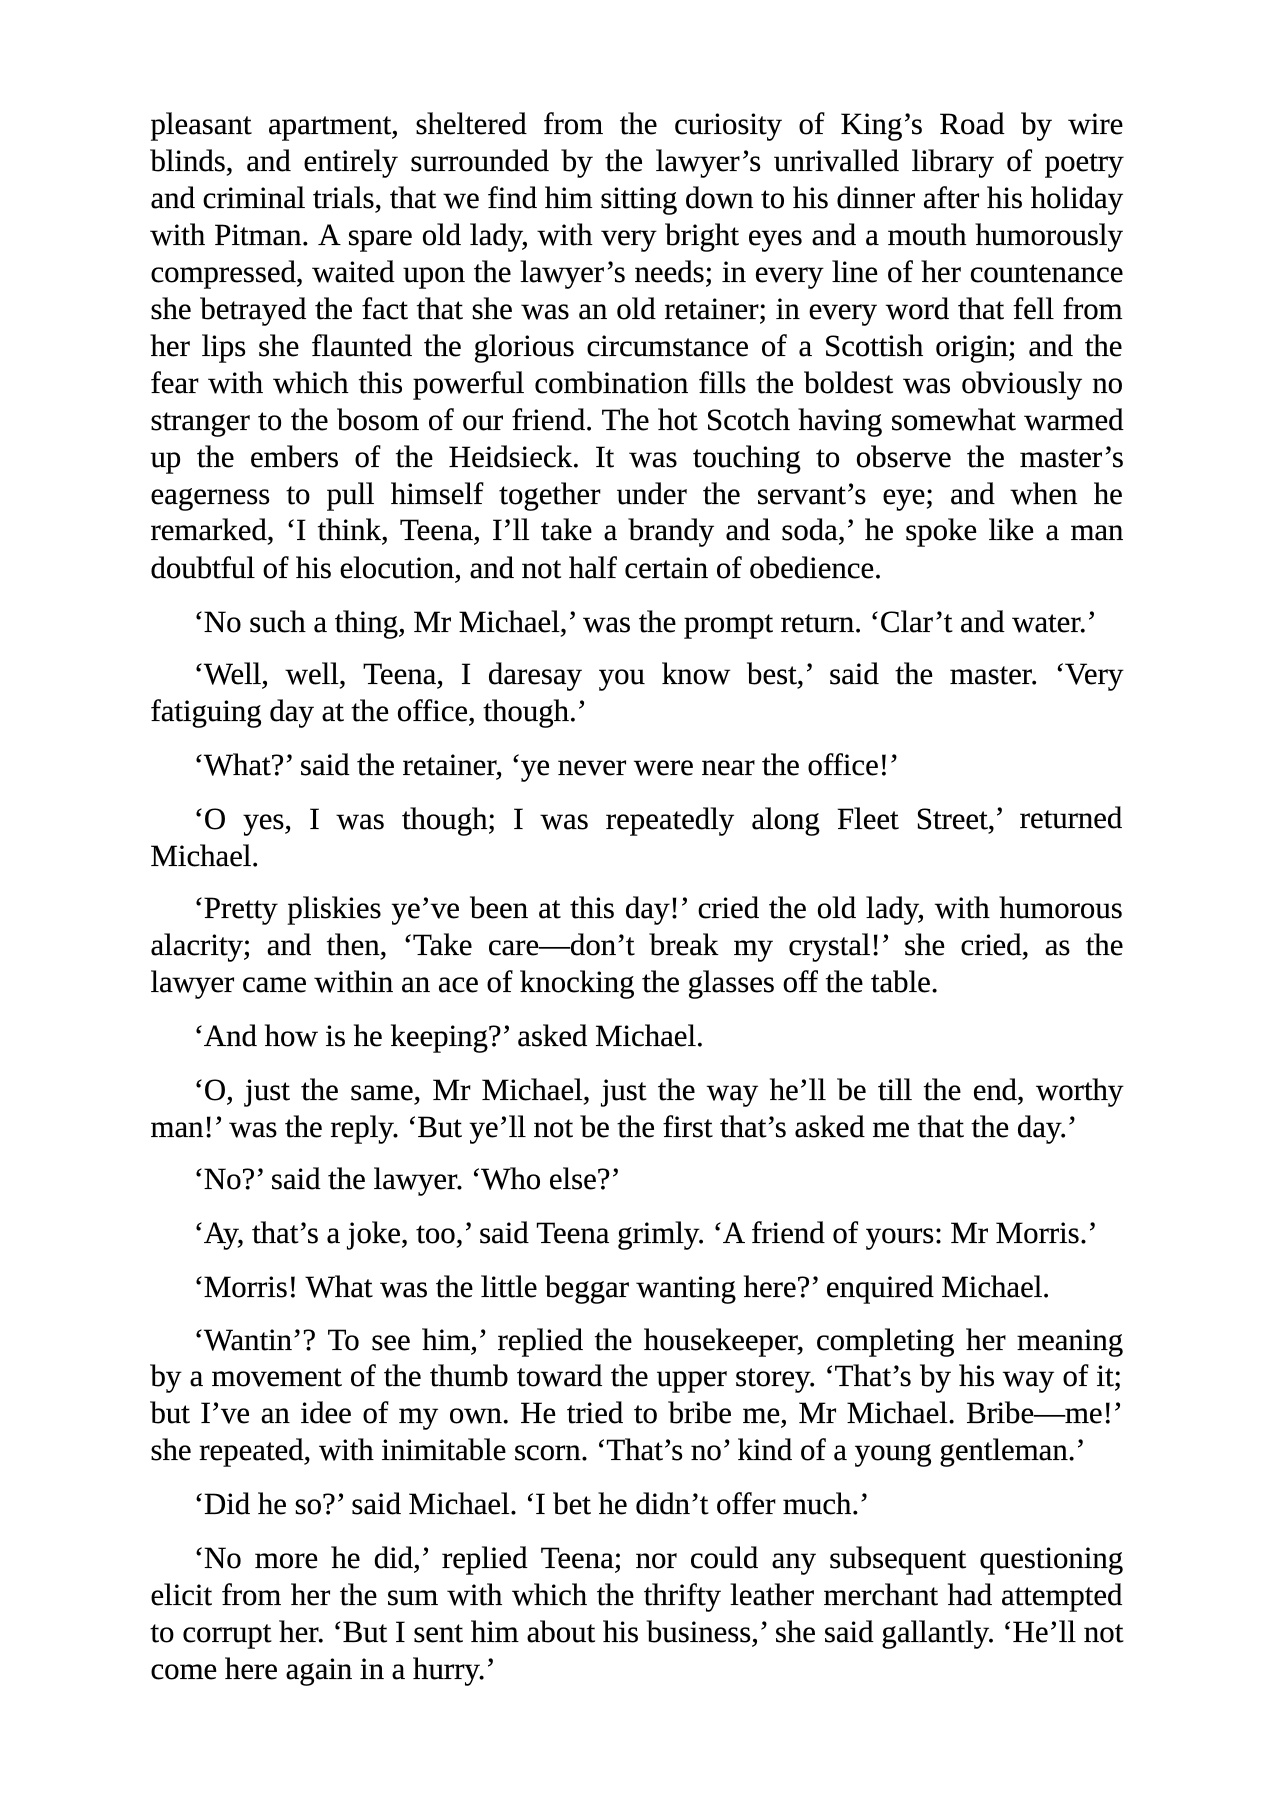 pleasant apartment, sheltered from the curiosity of King’s Road by wire
blinds, and entirely surrounded by the lawyer’s unrivalled library of poetry
and criminal trials, that we find him sitting down to his dinner after his holiday
with Pitman. A spare old lady, with very bright eyes and a mouth humorously
compressed, waited upon the lawyer’s needs; in every line of her countenance
she betrayed the fact that she was an old retainer; in every word that fell from
her lips she flaunted the glorious circumstance of a Scottish origin; and the
fear with which this powerful combination fills the boldest was obviously no
stranger to the bosom of our friend. The hot Scotch having somewhat warmed
up the embers of the Heidsieck. It was touching to observe the master’s
eagerness to pull himself together under the servant’s eye; and when he
remarked, ‘I think, Teena, I’ll take a brandy and soda,’ he spoke like a man
doubtful of his elocution, and not half certain of obedience.
‘No such a thing, Mr Michael,’ was the prompt return. ‘Clar’t and water.’
‘Well, well, Teena, I daresay you know best,’ said the master. ‘Very
fatiguing day at the office, though.’
‘What?’ said the retainer, ‘ye never were near the office!’
‘O yes, I was though; I was repeatedly along Fleet Street,’ returned
Michael.
‘Pretty pliskies ye’ve been at this day!’ cried the old lady, with humorous
alacrity; and then, ‘Take care—don’t break my crystal!’ she cried, as the
lawyer came within an ace of knocking the glasses off the table.
‘And how is he keeping?’ asked Michael.
‘O, just the same, Mr Michael, just the way he’ll be till the end, worthy
man!’ was the reply. ‘But ye’ll not be the first that’s asked me that the day.’
‘No?’ said the lawyer. ‘Who else?’
‘Ay, that’s a joke, too,’ said Teena grimly. ‘A friend of yours: Mr Morris.’
‘Morris! What was the little beggar wanting here?’ enquired Michael.
‘Wantin’? To see him,’ replied the housekeeper, completing her meaning
by a movement of the thumb toward the upper storey. ‘That’s by his way of it;
but I’ve an idee of my own. He tried to bribe me, Mr Michael. Bribe—me!’
she repeated, with inimitable scorn. ‘That’s no’ kind of a young gentleman.’
‘Did he so?’ said Michael. ‘I bet he didn’t offer much.’
‘No more he did,’ replied Teena; nor could any subsequent questioning
elicit from her the sum with which the thrifty leather merchant had attempted
to corrupt her. ‘But I sent him about his business,’ she said gallantly. ‘He’ll not
come here again in a hurry.’